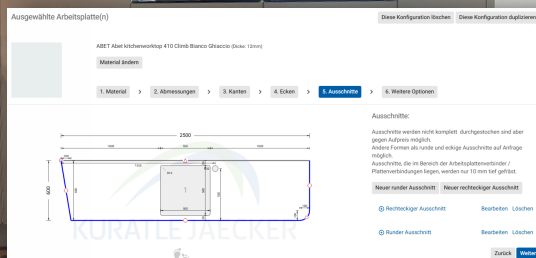 Ausgewählte Arbeitsplatte(n)
Diese Konfiguration löschen
Diese Konfiguration duplizieren
ABET Abet kitchenworktop 410 Climb Bianco Ghiaccio (Dicke: 12mm)
Material ändern
1. Material > 2. Abmessungen > 3. Kanten > 4. Ecken > 5. Ausschnitte > 6. Weitere Optionen
Ausschnitte:
Ausschnitte werden nicht komplett durchgestochen sind aber
gegen Aufpreis möglich.
Andere Formen als runde und eckige Ausschnitte auf Anfrage
möglich.
Ausschnitte, die im Bereich der Arbeitsplattenverbinder /
Plattenverbindungen liegen, werden nur 10 mm tief gefräst.
Neuer runder Ausschnitt
Neuer rechteckiger Ausschnitt
Rechteckiger Ausschnitt
Bearbeiten Löschen
Runder Ausschnitt
Bearbeiten Löschen
Zurück
Weiter
2500
600
1
KURATLE JAECKER